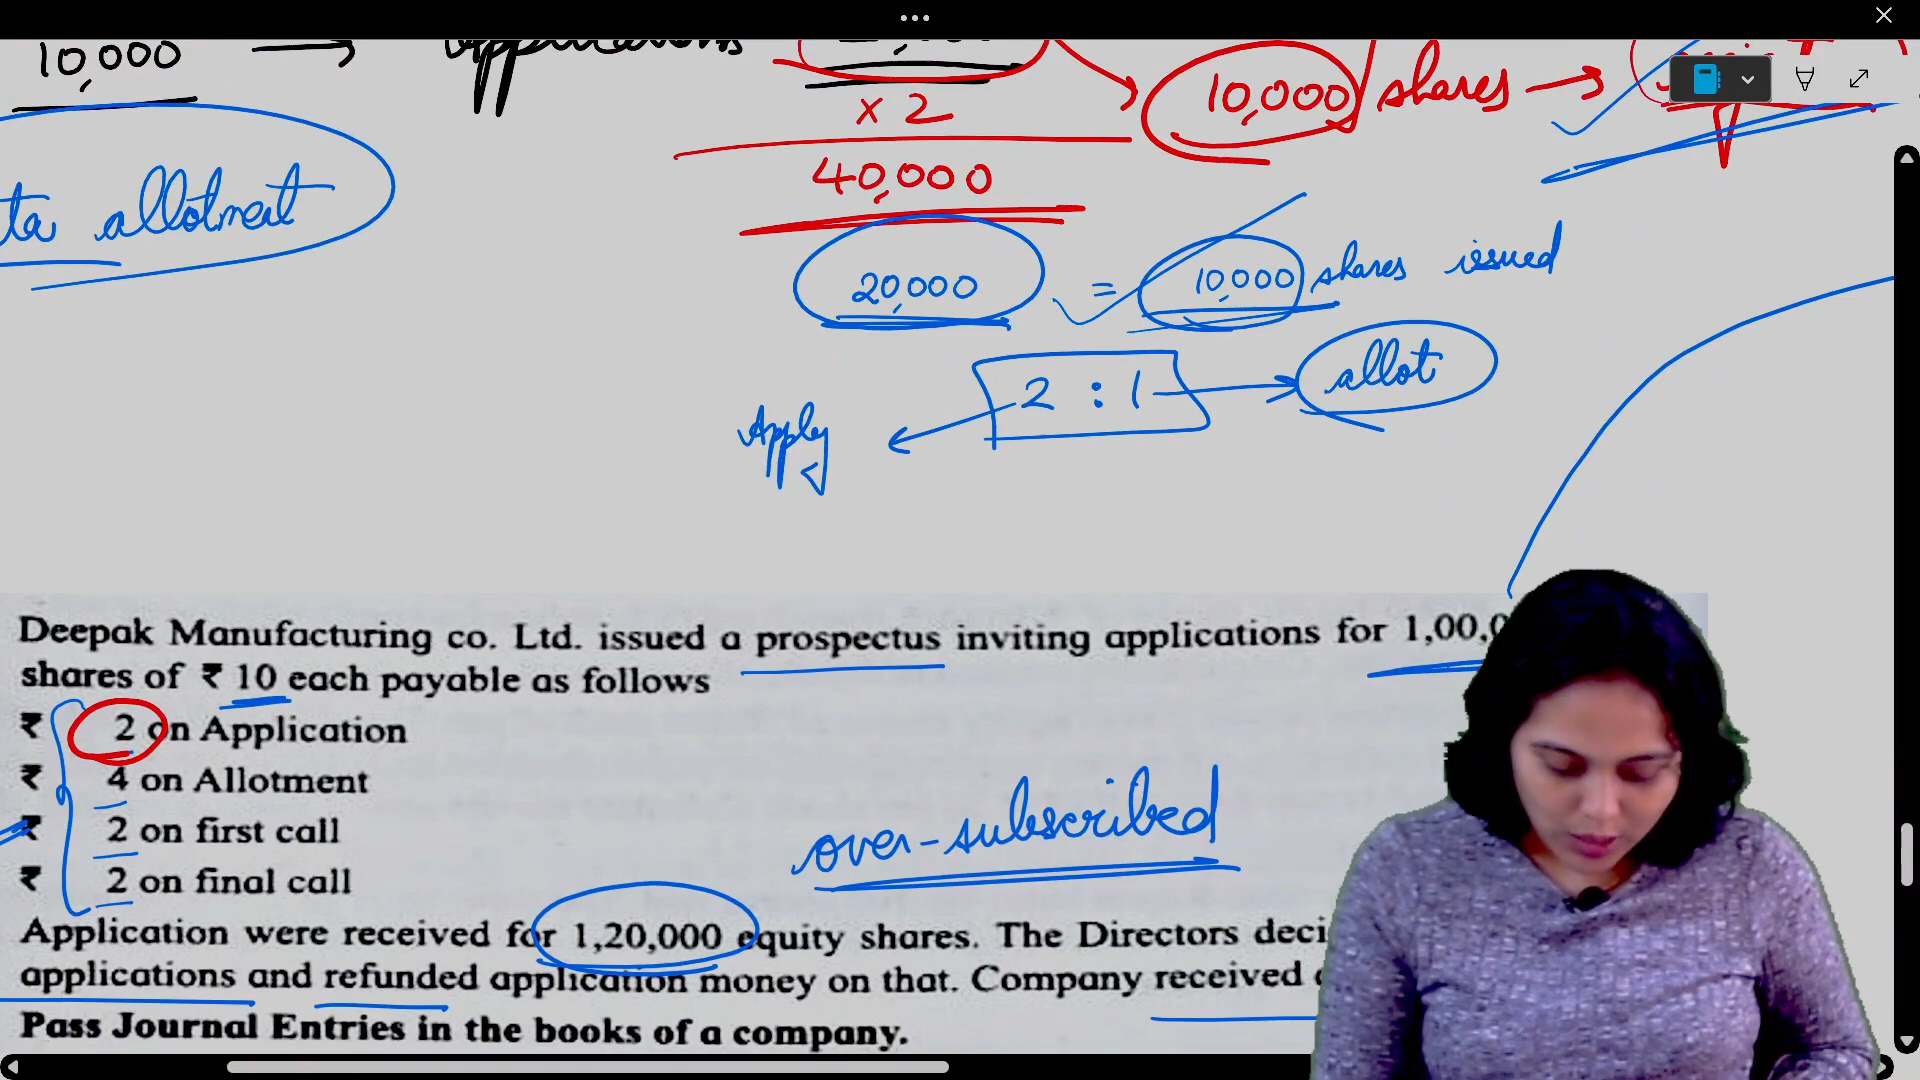 10,000
applications
10,000 shares
x 2
40,000
ta allotment
20,000 = 10,000 shares issued
2 : 1
allot
Apply
Deepak Manufacturing co. Ltd. issued a prospectus inviting applications for 1,00,0
shares of ₹ 10 each payable as follows
₹ 2 on Application
₹ 4 on Allotment
₹ 2 on first call
₹ 2 on final call
over-subscribed
Application were received for 1,20,000 equity shares. The Directors deci
applications and refunded application money on that. Company received
Pass Journal Entries in the books of a company.